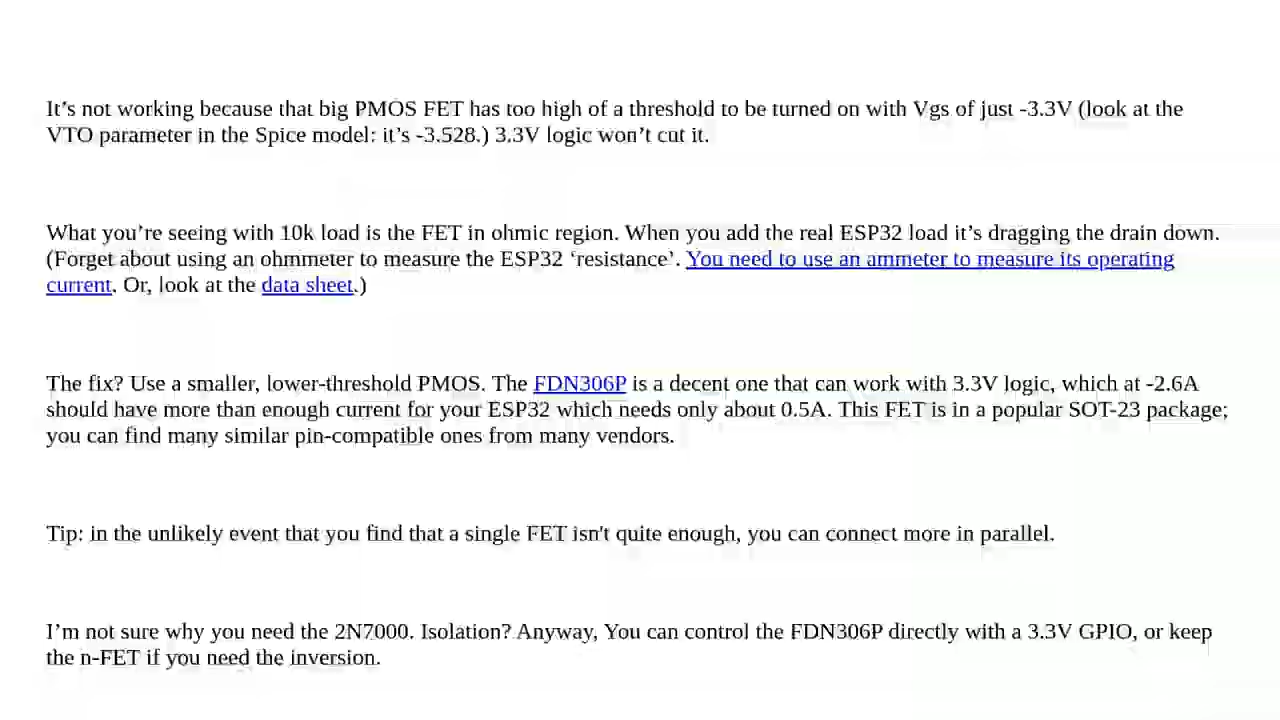 It’s not working because that big PMOS FET has too high of a threshold to be turned on with Vgs of just -3.3V (look at the
VTO parameter in the Spice model: it’s -3.528.) 3.3V logic won’t cut it.
What you’re seeing with 10k load is the FET in ohmic region. When you add the real ESP32 load it’s dragging the drain down.
(Forget about using an ohmmeter to measure the ESP32 ‘resistance’. You need to use an ammeter to measure its operating
current. Or, look at the data sheet.)
The fix? Use a smaller, lower-threshold PMOS. The FDN306P is a decent one that can work with 3.3V logic, which at -2.6A
should have more than enough current for your ESP32 which needs only about 0.5A. This FET is in a popular SOT-23 package;
you can find many similar pin-compatible ones from many vendors.
Tip: in the unlikely event that you find that a single FET isn't quite enough, you can connect more in parallel.
I’m not sure why you need the 2N7000. Isolation? Anyway, You can control the FDN306P directly with a 3.3V GPIO, or keep
the n-FET if you need the inversion.